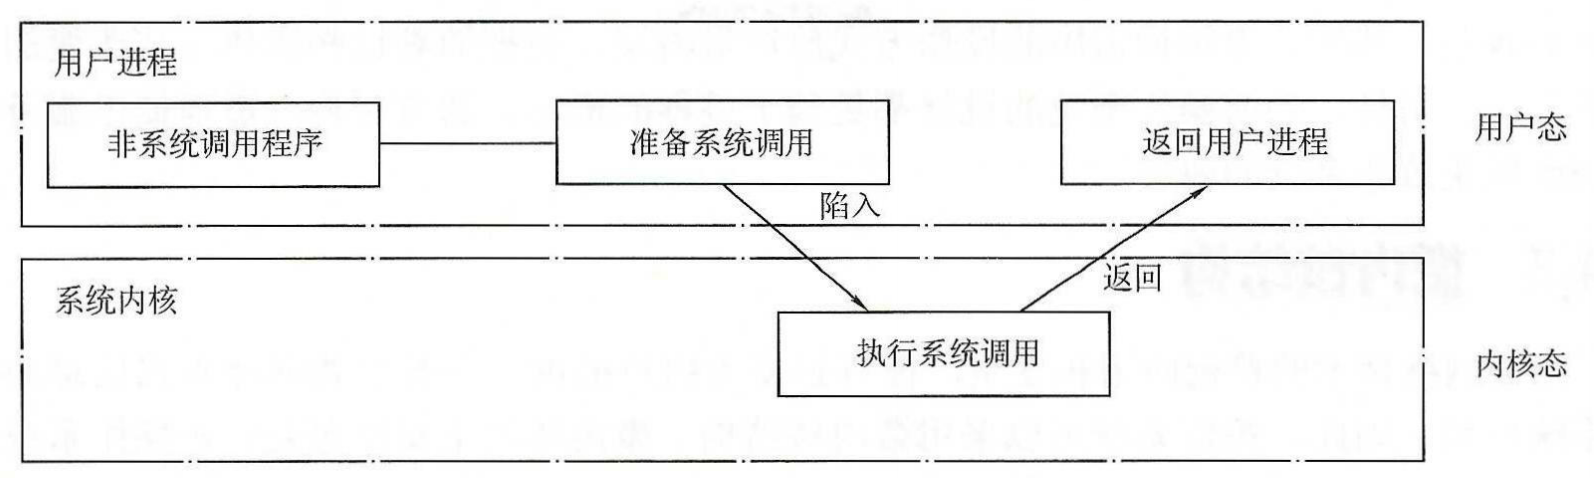 用户进程
非系统调用程序
准备系统调用
返回用户进程
用户态
陷入
返回
系统内核
执行系统调用
内核态